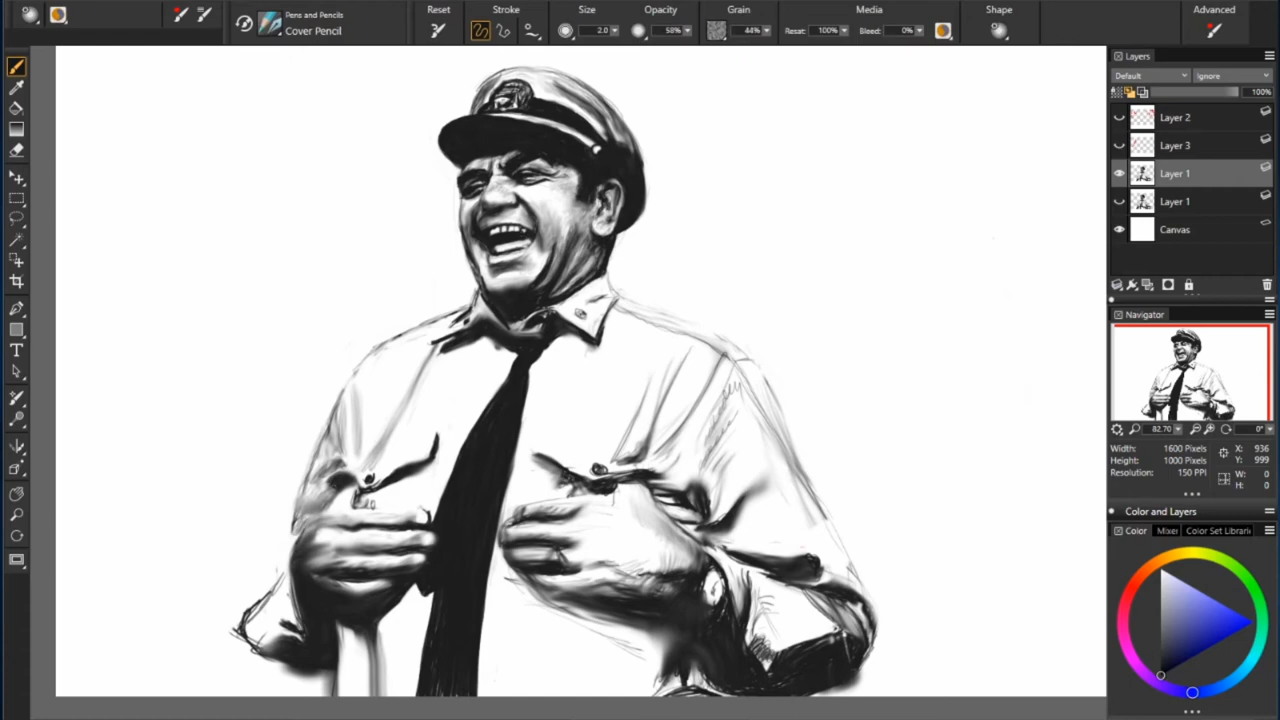 Pens and Pencils
Cover Pencil
Reset
Stroke
Size
2.0
Opacity
58%
Grain
44%
Media
Resat: 100%
Bleed: 0%
Shape
Advanced
Layers
Default
Ignore
100%
Layer 2
Layer 3
Layer 1
Layer 1
Canvas
Navigator
82.70
0°
Width: 1600 Pixels
Height: 1000 Pixels
Resolution: 150 PPI
X: 936
Y: 999
W: 0
H: 0
Color and Layers
Color
Mixer
Color Set Librari